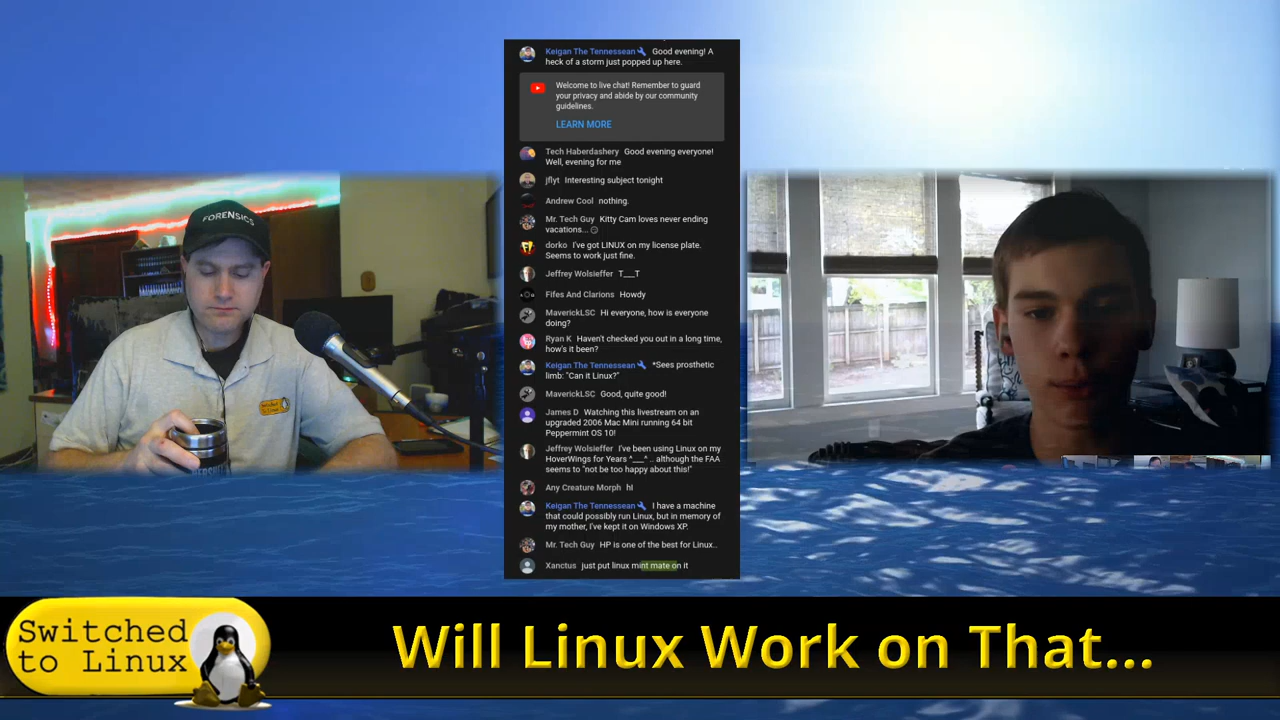 FORENSICS
Switched
to Linux
Keigan The Tennessean Good evening! A
heck of a storm just popped up here.
Welcome to live chat! Remember to guard
your privacy and abide by our community
guidelines.
LEARN MORE
Tech Haberdashery Good evening everyone!
Well, evening for me
jflyt Interesting subject tonight
Andrew Cool nothing.
Mr. Tech Guy Kitty Cam loves never ending
vacations...
dorko I've got LINUX on my license plate.
Seems to work just fine.
Jeffrey Wolsieffer T___T
Fifes And Clarions Howdy
MaverickLSC Hi everyone, how is everyone
doing?
Ryan K Haven't checked you out in a long time,
how's it been?
Keigan The Tennessean *Sees prosthetic
limb: "Can it Linux?"
MaverickLSC Good, quite good!
James D Watching this livestream on an
upgraded 2006 Mac Mini running 64 bit
Peppermint OS 10!
Jeffrey Wolsieffer I've been using Linux on my
HoverWings for Years ^___^ .. although the FAA
seems to "not be too happy about this!"
Any Creature Morph hI
Keigan The Tennessean I have a machine
that could possibly run Linux, but in memory of
my mother, I've kept it on Windows XP.
Mr. Tech Guy HP is one of the best for Linux..
Xanctus just put linux mint mate on it
Switched
to Linux
Will Linux Work on That...